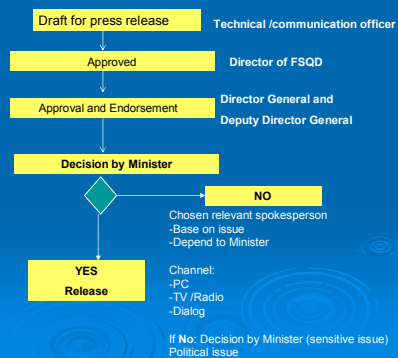 Draft for press release
Technical /communication officer
Approved
Director of FSQD
Approval and Endorsement
Director General and
Deputy Director General
Decision by Minister
NO
Chosen relevant spokesperson
-Base on issue
-Depend to Minister
YES
Release
Channel:
-PC
-TV /Radio
-Dialog
If No: Decision by Minister (sensitive issue)
Political issue